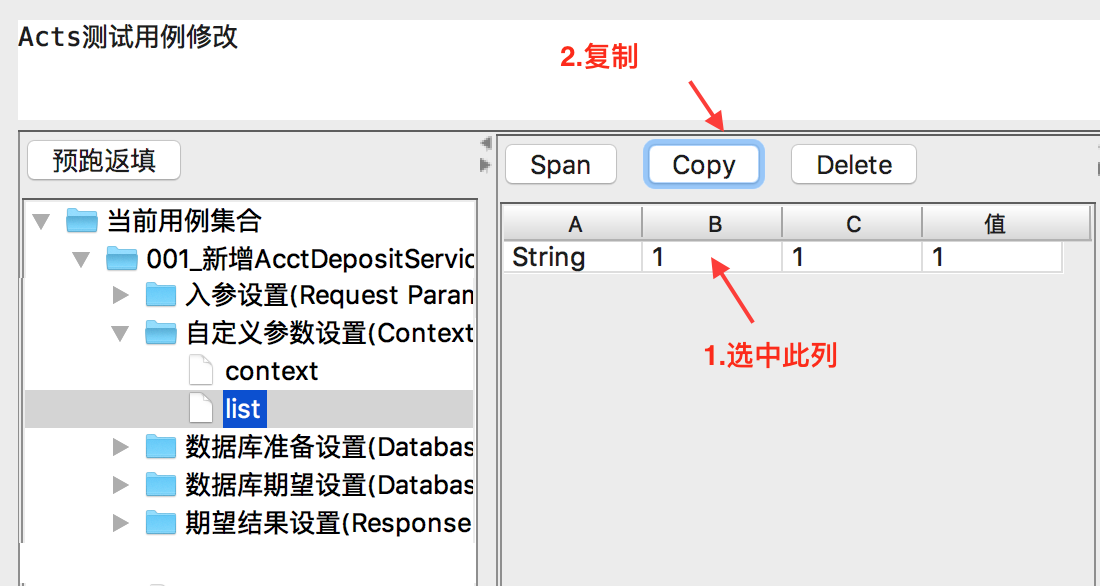 Acts测试用例修改
2.复制
预跑返填
Span Copy Delete
当前用例集合
001_新增AcctDepositServic
入参设置(Request Param
自定义参数设置(Context
context
list
数据库准备设置(Databas
数据库期望设置(Databas
期望结果设置(Response
A B C 值
String 1 1 1
1.选中此列